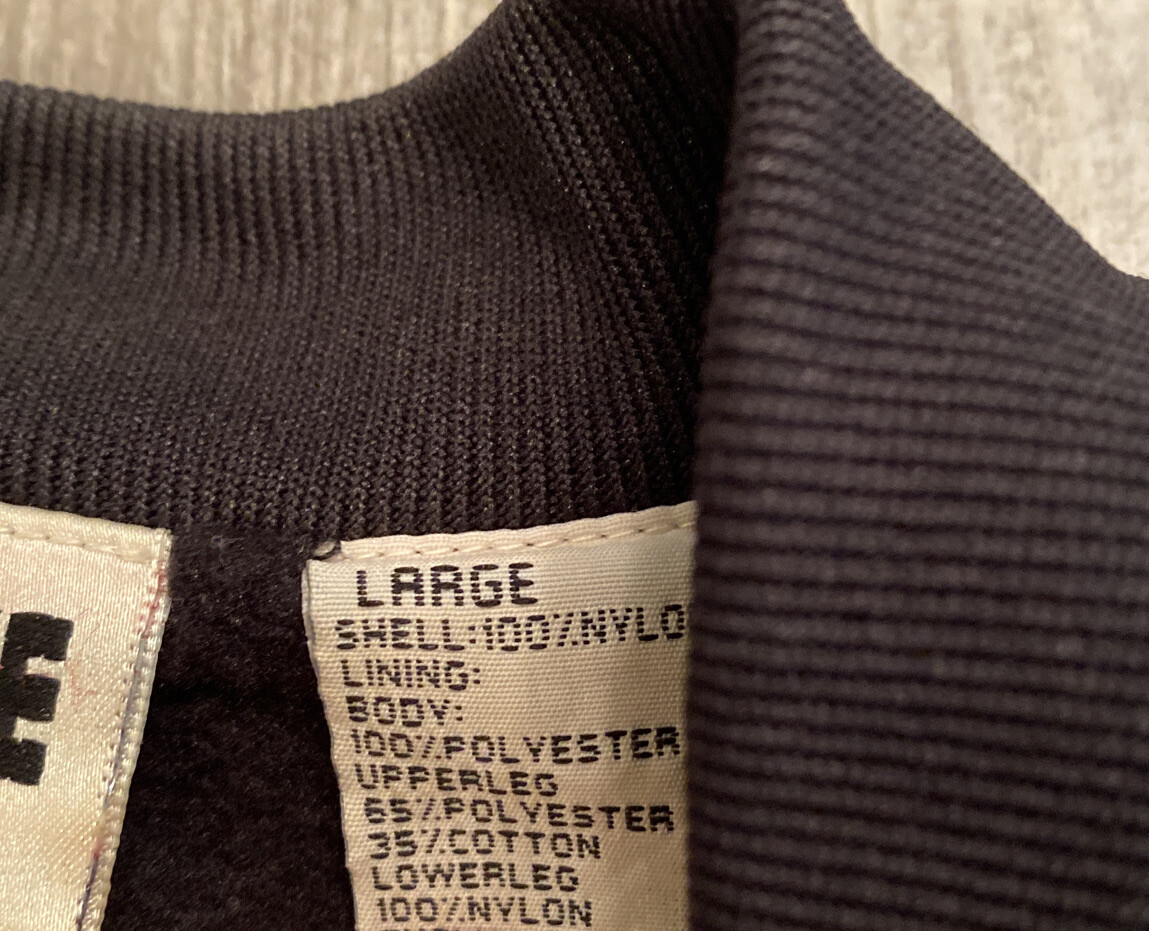 E
LARGE
SHELL:100%NYLO
LINING:
BODY:
100%POLYESTER
UPPERLEG
65%POLYESTER
35%COTTON
LOWERLEG
100%NYLON